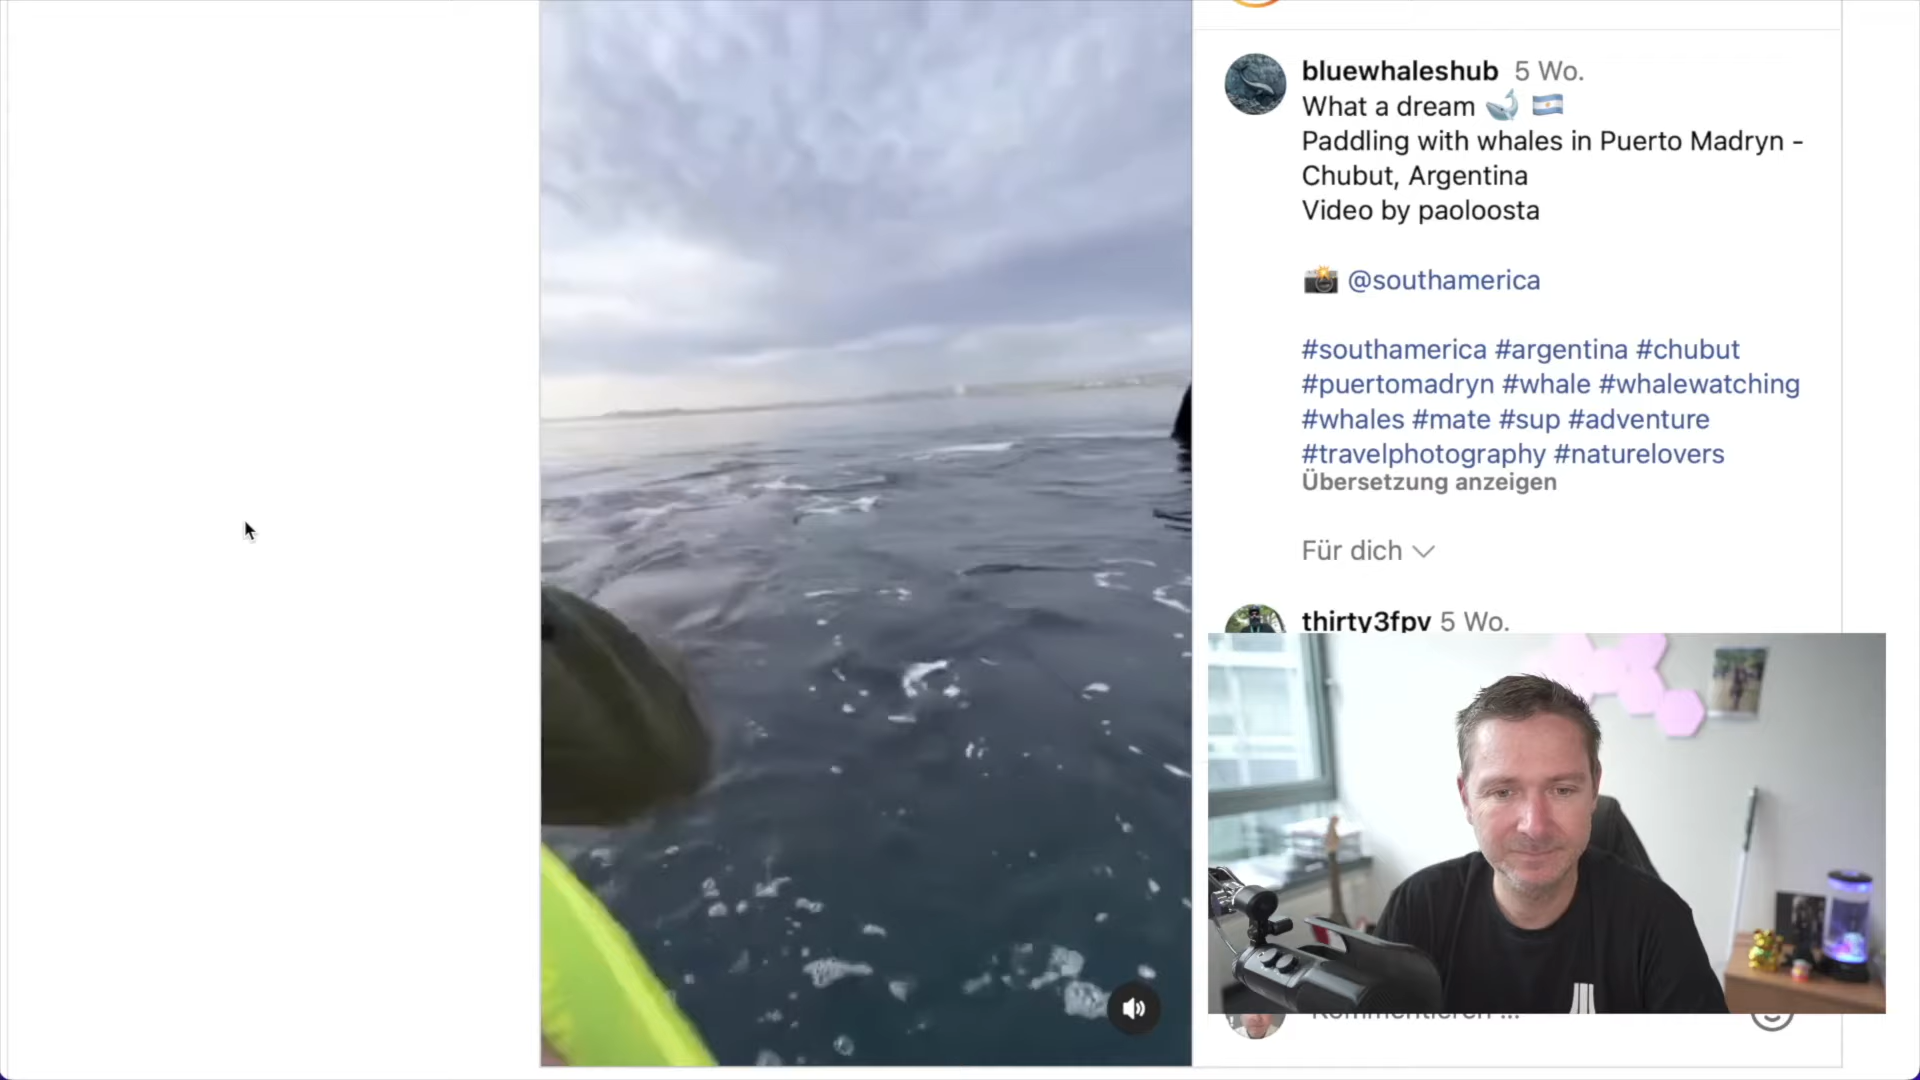 bluewhaleshub 5 Wo.
What a dream 🐋 🇦🇷
Paddling with whales in Puerto Madryn -
Chubut, Argentina
Video by paoloosta
📸 @southamerica
#southamerica #argentina #chubut
#puertomadryn #whale #whalewatching
#whales #mate #sup #adventure
#travelphotography #naturelovers
Übersetzung anzeigen
Für dich
thirty3fpv 5 Wo.
Kommentieren ...